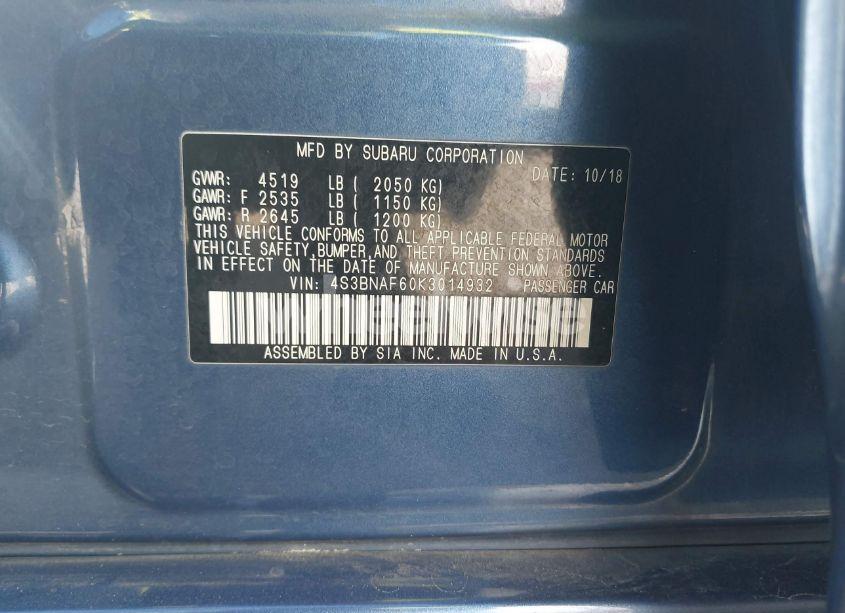 MFD BY SUBARU CORPORATION
DATE: 10/18
GVWR: 4519 LB ( 2050 KG)
GAWR: F 2535 LB ( 1150 KG)
GAWR: R 2645 LB ( 1200 KG)
THIS VEHICLE CONFORMS TO ALL APPLICABLE FEDERAL MOTOR
VEHICLE SAFETY, BUMPER, AND THEFT PREVENTION STANDARDS
IN EFFECT ON THE DATE OF MANUFACTURE SHOWN ABOVE.
VIN: 4S3BNAF60K3014932 PASSENGER CAR
ASSEMBLED BY SIA INC. MADE IN U.S.A.